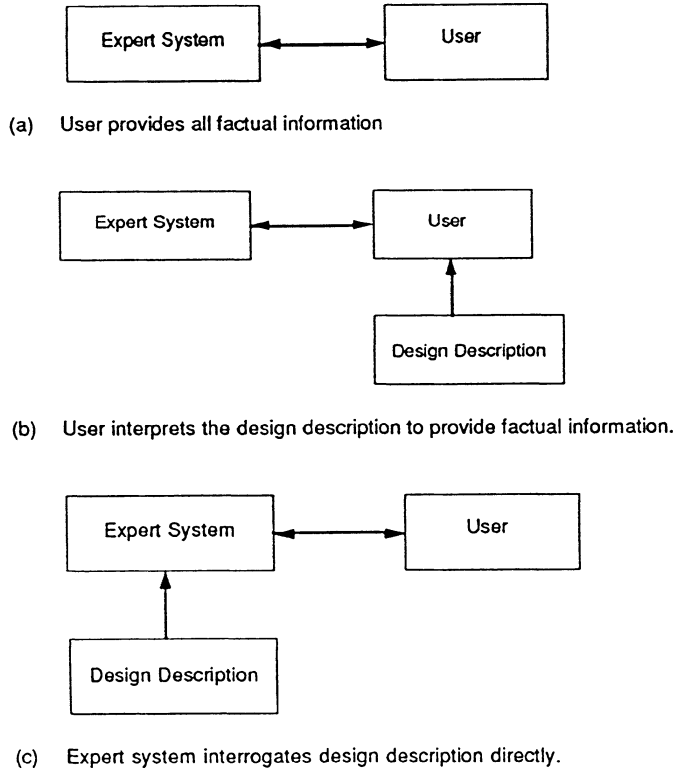 Expert System
User
(a) User provides all factual information
Expert System
User
Design Description
(b) User interprets the design description to provide factual information.
Expert System
User
Design Description
(c) Expert system interrogates design description directly.